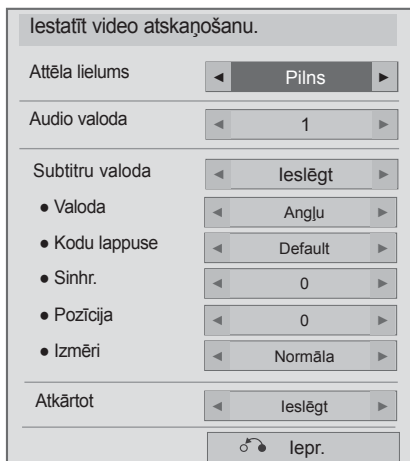 Iestatīt video atskaņošanu.
Attēla lielums ◄ Pilns ►
Audio valoda ◄ 1 ►
Subtitru valoda ◄ Ieslēgt ►
● Valoda ◄ Angļu ►
● Kodu lappuse ◄ Default ►
● Sinhr. ◄ 0 ►
● Pozīcija ◄ 0 ►
● Izmēri ◄ Normāla ►
Atkārtot ◄ Ieslēgt ►
Iepr.